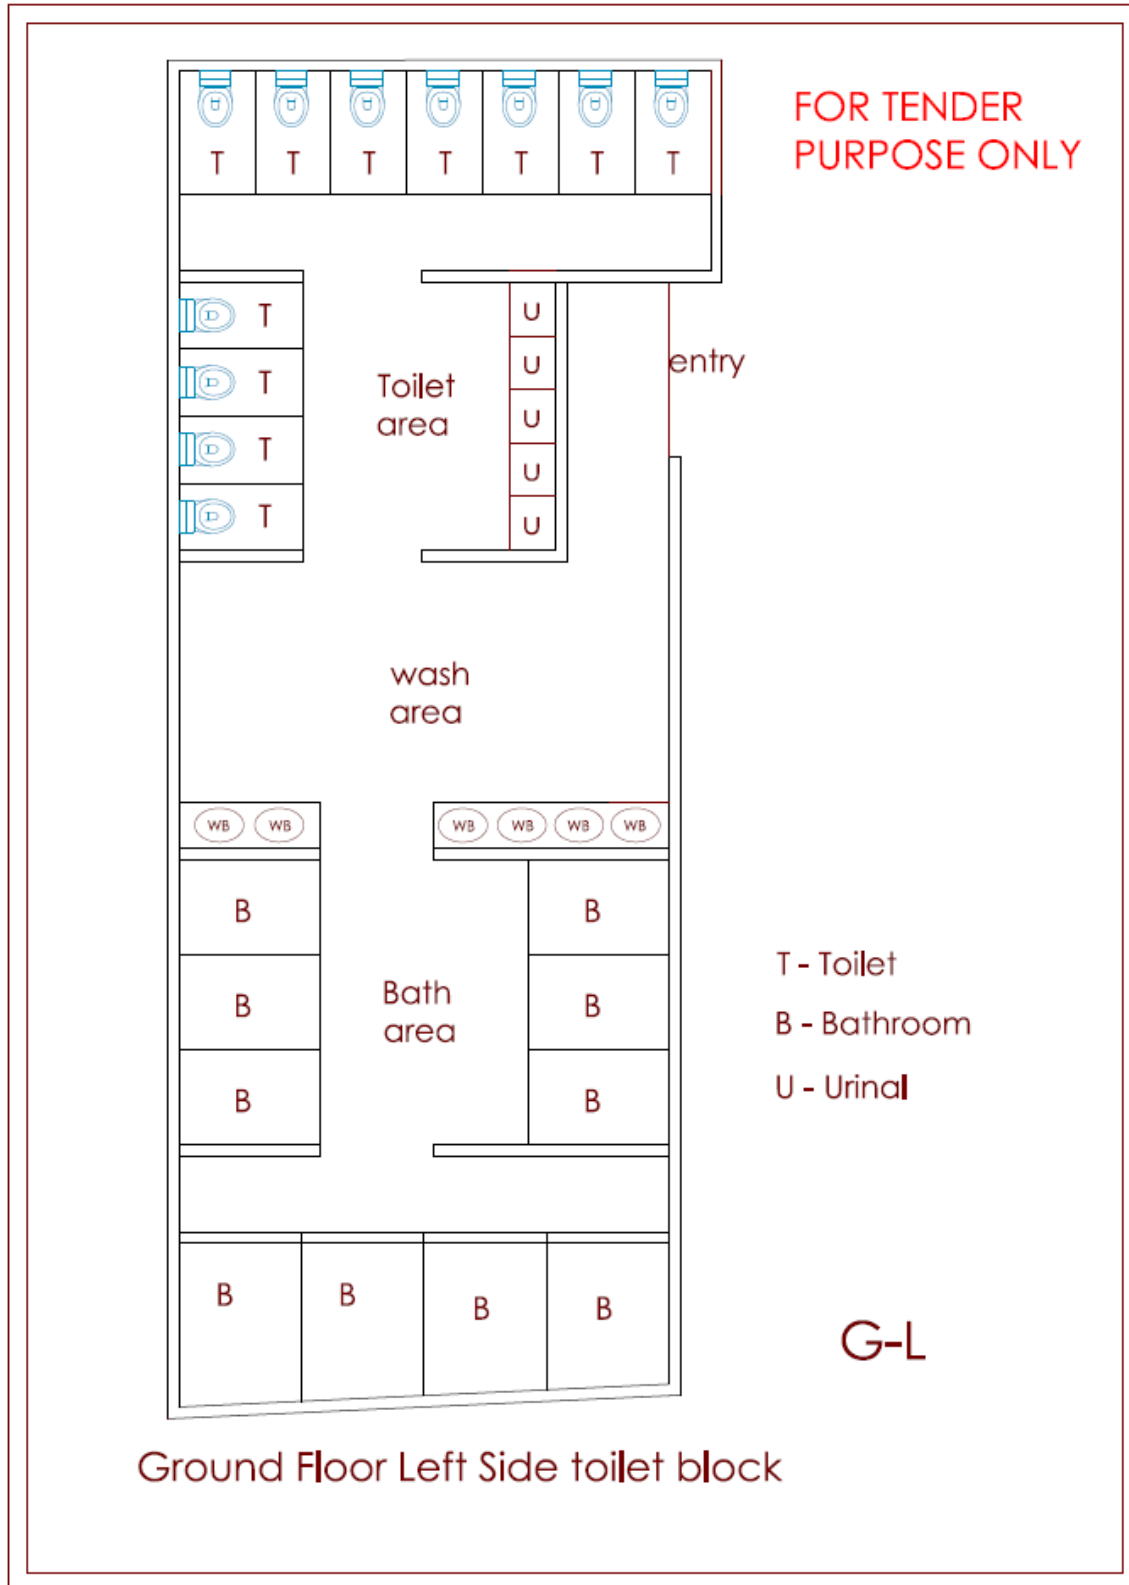 FOR TENDER
PURPOSE ONLY
T T T T T T T
T
T
T
T
U
U
U
U
U
entry
Toilet
area
wash
area
WB WB WB WB WB WB
B B
B B
B B
Bath
area
B B B B
T - Toilet
B - Bathroom
U - Urinal
G-L
Ground Floor Left Side toilet block